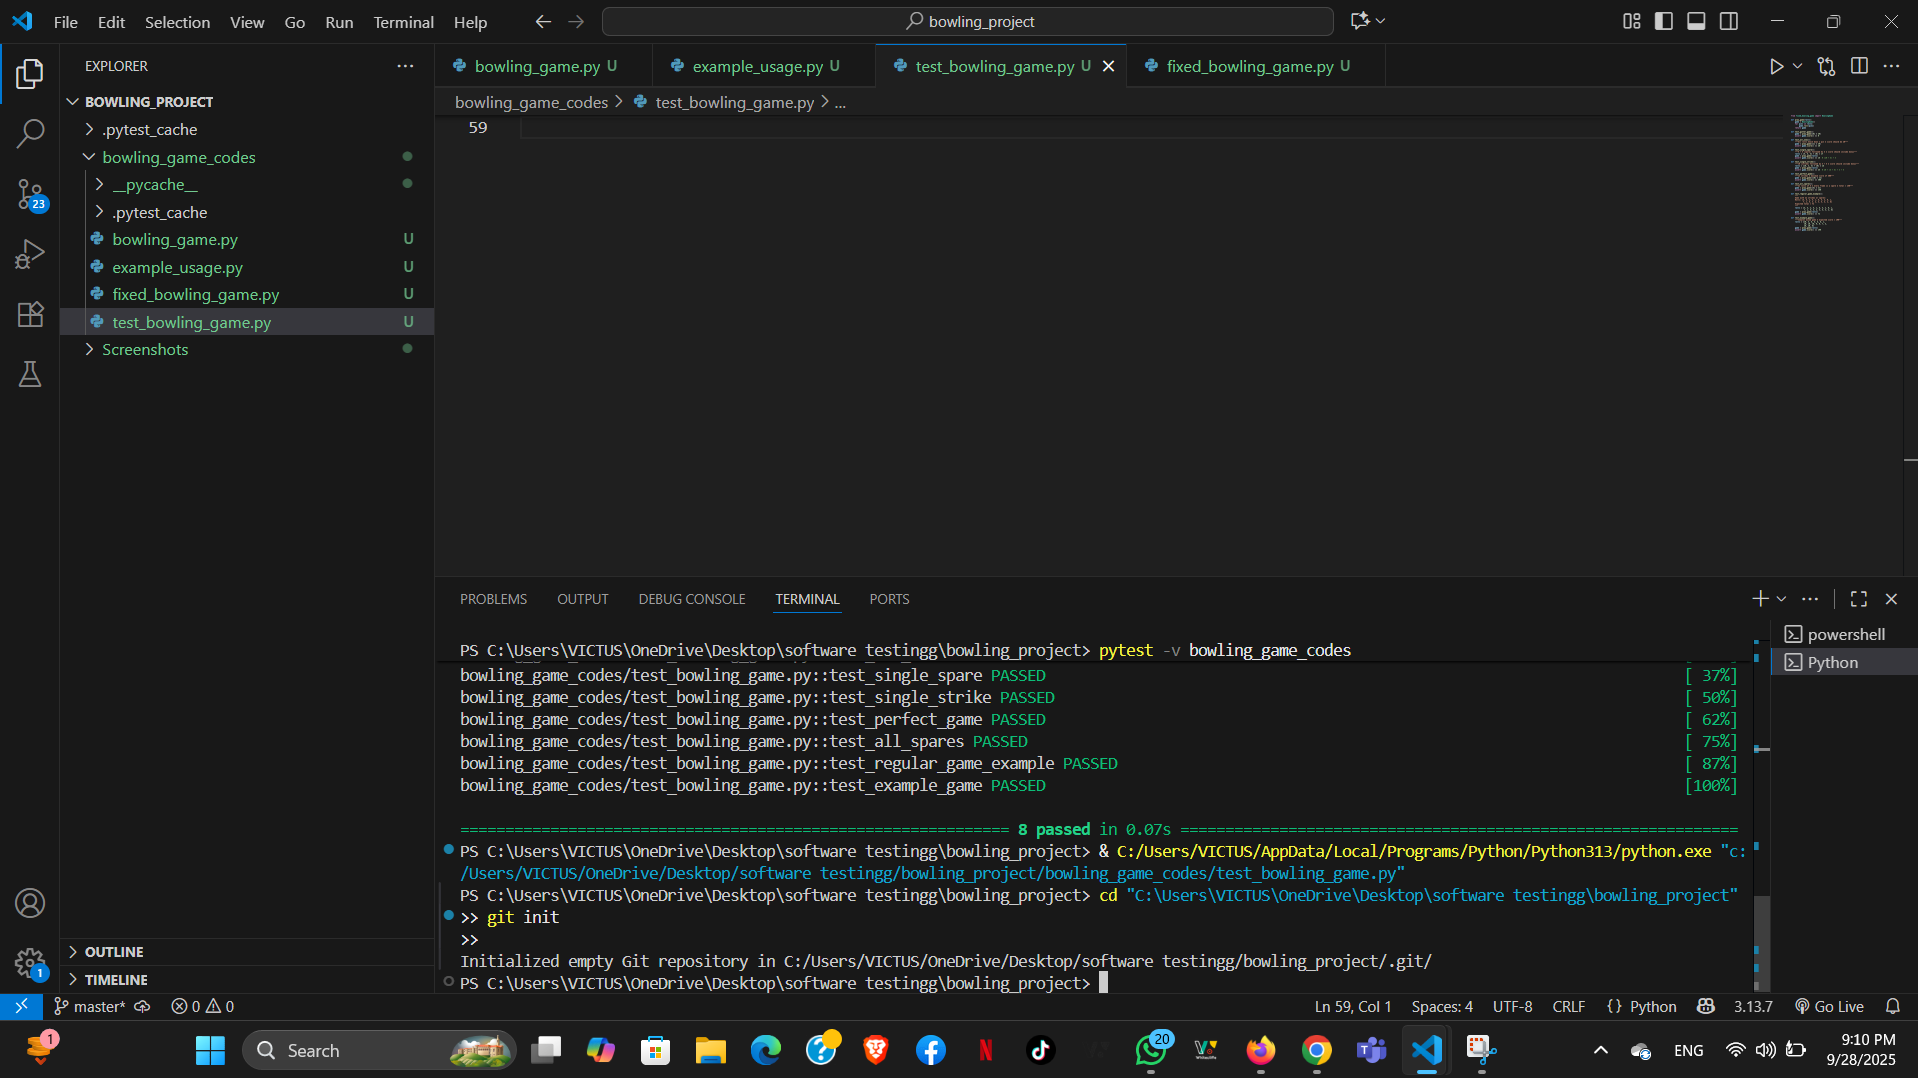 File Edit Selection View Go Run Terminal Help
bowling_project
EXPLORER
BOWLING_PROJECT
.pytest_cache
bowling_game_codes
__pycache__
.pytest_cache
bowling_game.py U
example_usage.py U
fixed_bowling_game.py U
test_bowling_game.py U
Screenshots
23
OUTLINE
TIMELINE
1
bowling_game.py U example_usage.py U test_bowling_game.py U fixed_bowling_game.py U
bowling_game_codes > test_bowling_game.py > ...
59
PROBLEMS OUTPUT DEBUG CONSOLE TERMINAL PORTS
powershell
Python
PS C:\Users\VICTUS\OneDrive\Desktop\software testingg\bowling_project> pytest -v bowling_game_codes
bowling_game_codes/test_bowling_game.py::test_single_spare PASSED [ 37%]
bowling_game_codes/test_bowling_game.py::test_single_strike PASSED [ 50%]
bowling_game_codes/test_bowling_game.py::test_perfect_game PASSED [ 62%]
bowling_game_codes/test_bowling_game.py::test_all_spares PASSED [ 75%]
bowling_game_codes/test_bowling_game.py::test_regular_game_example PASSED [ 87%]
bowling_game_codes/test_bowling_game.py::test_example_game PASSED [100%]
============================================================= 8 passed in 0.07s ==============================================================
PS C:\Users\VICTUS\OneDrive\Desktop\software testingg\bowling_project> & C:/Users/VICTUS/AppData/Local/Programs/Python/Python313/python.exe "c:
/Users/VICTUS/OneDrive/Desktop/software testingg/bowling_project/bowling_game_codes/test_bowling_game.py"
PS C:\Users\VICTUS\OneDrive\Desktop\software testingg\bowling_project> cd "C:\Users\VICTUS\OneDrive\Desktop\software testingg\bowling_project"
>> git init
>>
Initialized empty Git repository in C:/Users/VICTUS/OneDrive/Desktop/software testingg/bowling_project/.git/
PS C:\Users\VICTUS\OneDrive\Desktop\software testingg\bowling_project>
master* 0 0 Ln 59, Col 1 Spaces: 4 UTF-8 CRLF {} Python 3.13.7 Go Live
1 Search 20 ENG 9:10 PM
9/28/2025